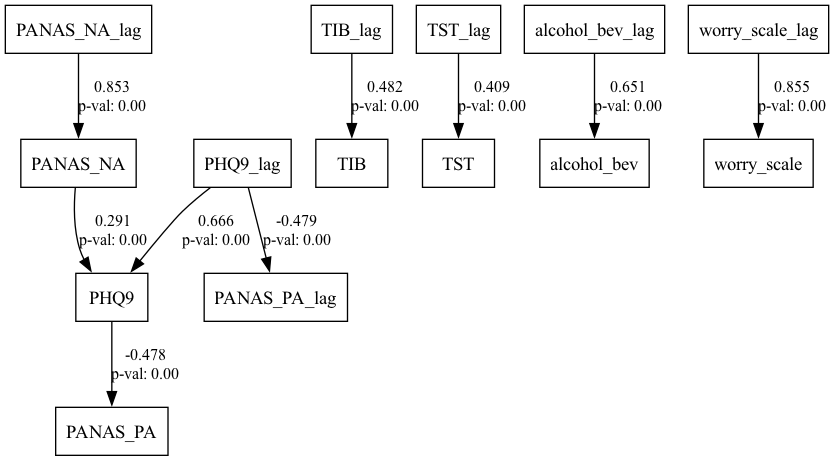 PANAS_NA_lag
TIB_lag
TST_lag
alcohol_bev_lag
worry_scale_lag
0.853
p-val: 0.00
0.482
p-val: 0.00
0.409
p-val: 0.00
0.651
p-val: 0.00
0.855
p-val: 0.00
PANAS_NA
PHQ9_lag
TIB
TST
alcohol_bev
worry_scale
0.291
p-val: 0.00
0.666
p-val: 0.00
-0.479
p-val: 0.00
PHQ9
PANAS_PA_lag
-0.478
p-val: 0.00
PANAS_PA